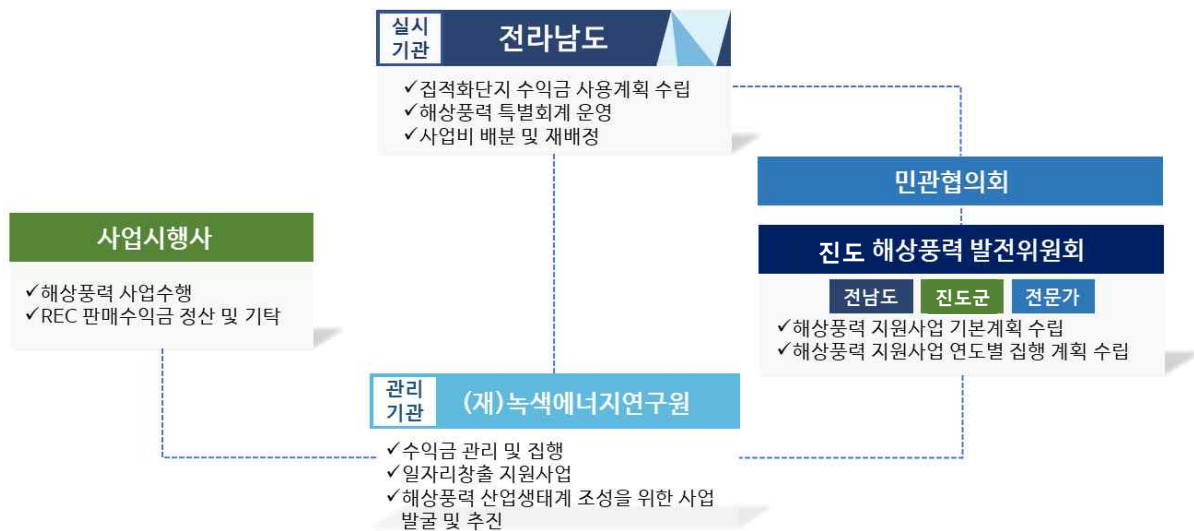 실시
기관
전라남도
✓집적화단지 수익금 사용계획 수립
✓해상풍력 특별회계 운영
✓사업비 배분 및 재배정
민관협의회
사업시행사
✓해상풍력 사업수행
✓REC 판매수익금 정산 및 기탁
진도 해상풍력 발전위원회
전남도 진도군 전문가
✓해상풍력 지원사업 기본계획 수립
✓해상풍력 지원사업 연도별 집행 계획 수립
관리
기관
(재)녹색에너지연구원
✓수익금 관리 및 집행
✓일자리창출 지원사업
✓해상풍력 산업생태계 조성을 위한 사업
발굴 및 추진